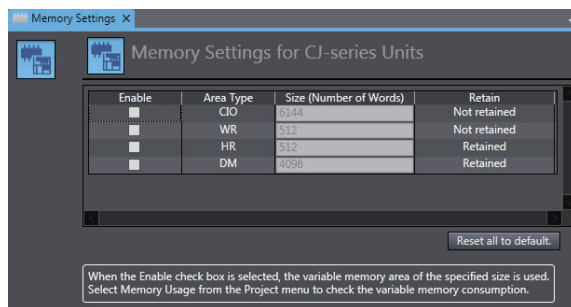 Memory Settings ×
Memory Settings for CJ-series Units
Enable Area Type Size (Number of Words) Retain
CIO 6144 Not retained
WR 512 Not retained
HR 512 Retained
DM 4096 Retained
Reset all to default.
When the Enable check box is selected, the variable memory area of the specified size is used.
Select Memory Usage from the Project menu to check the variable memory consumption.